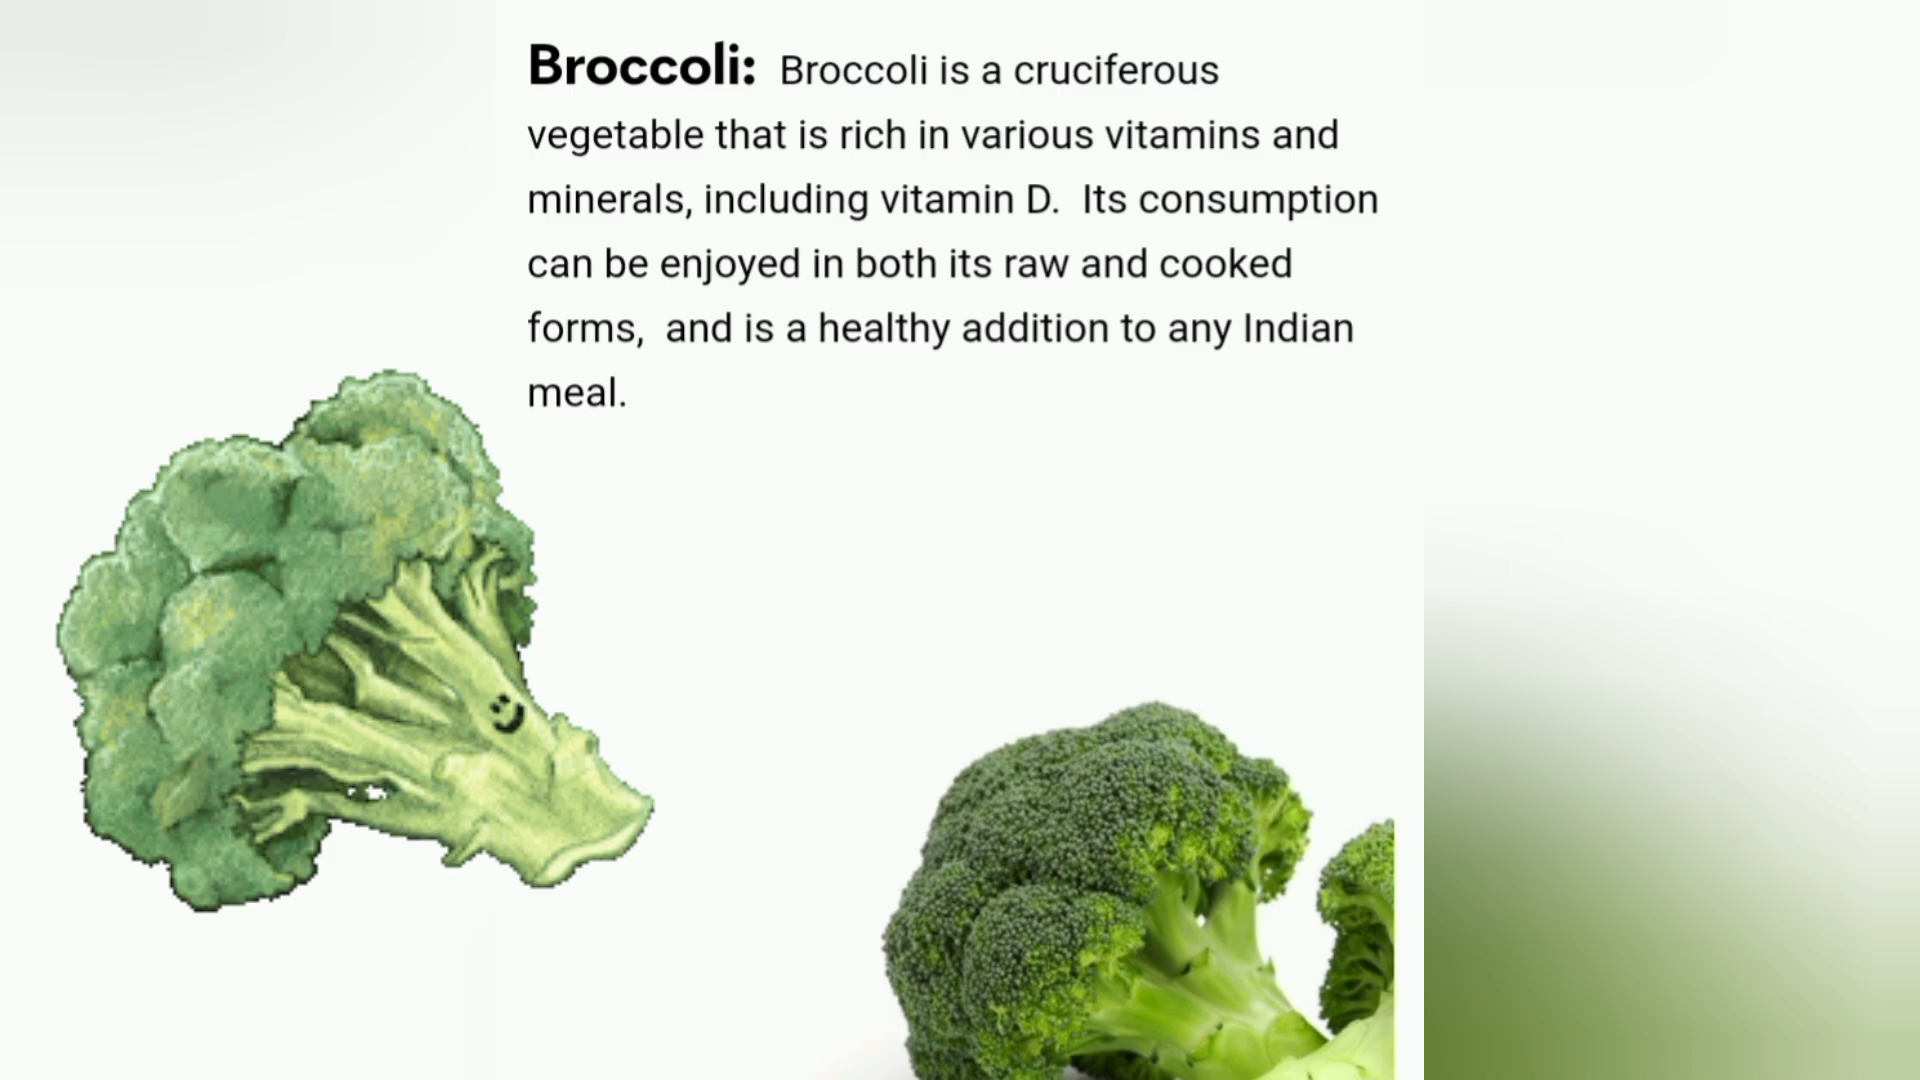 Broccoli: Broccoli is a cruciferous
vegetable that is rich in various vitamins and
minerals, including vitamin D. Its consumption
can be enjoyed in both its raw and cooked
forms, and is a healthy addition to any Indian
meal.